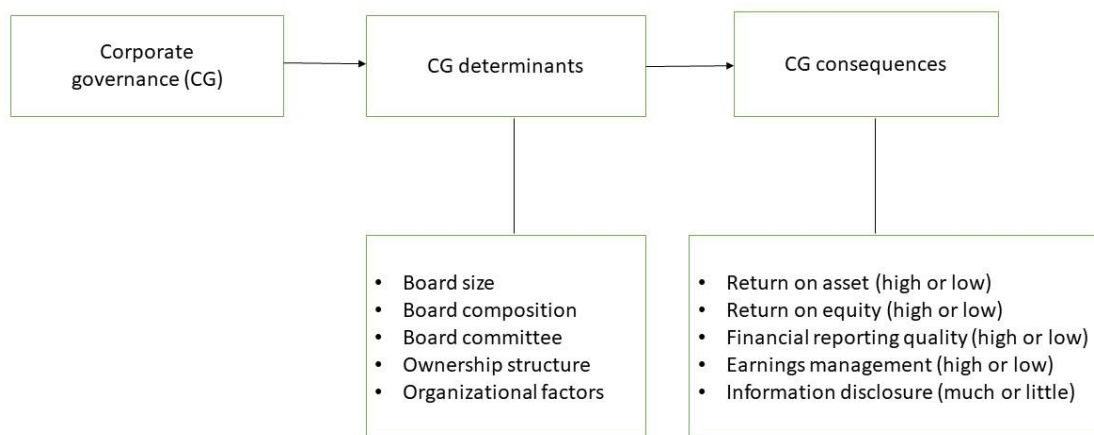 Corporate
governance (CG)
CG determinants
CG consequences
• Board size
• Board composition
• Board committee
• Ownership structure
• Organizational factors
• Return on asset (high or low)
• Return on equity (high or low)
• Financial reporting quality (high or low)
• Earnings management (high or low)
• Information disclosure (much or little)